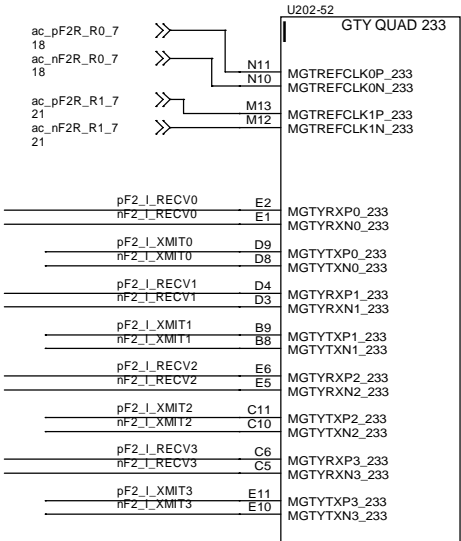 U202-52
GTY QUAD 233
ac_pF2R_R0_7
18
ac_nF2R_R0_7
18
N11 MGTREFCLK0P_233
N10 MGTREFCLK0N_233
ac_pF2R_R1_7
21
ac_nF2R_R1_7
21
M13 MGTREFCLK1P_233
M12 MGTREFCLK1N_233
pF2_I_RECV0 E2 MGTYRXP0_233
nF2_I_RECV0 E1 MGTYRXN0_233
pF2_I_XMIT0 D9 MGTYTXP0_233
nF2_I_XMIT0 D8 MGTYTXN0_233
pF2_I_RECV1 D4 MGTYRXP1_233
nF2_I_RECV1 D3 MGTYRXN1_233
pF2_I_XMIT1 B9 MGTYTXP1_233
nF2_I_XMIT1 B8 MGTYTXN1_233
pF2_I_RECV2 E6 MGTYRXP2_233
nF2_I_RECV2 E5 MGTYRXN2_233
pF2_I_XMIT2 C11 MGTYTXP2_233
nF2_I_XMIT2 C10 MGTYTXN2_233
pF2_I_RECV3 C6 MGTYRXP3_233
nF2_I_RECV3 C5 MGTYRXN3_233
pF2_I_XMIT3 E11 MGTYTXP3_233
nF2_I_XMIT3 E10 MGTYTXN3_233